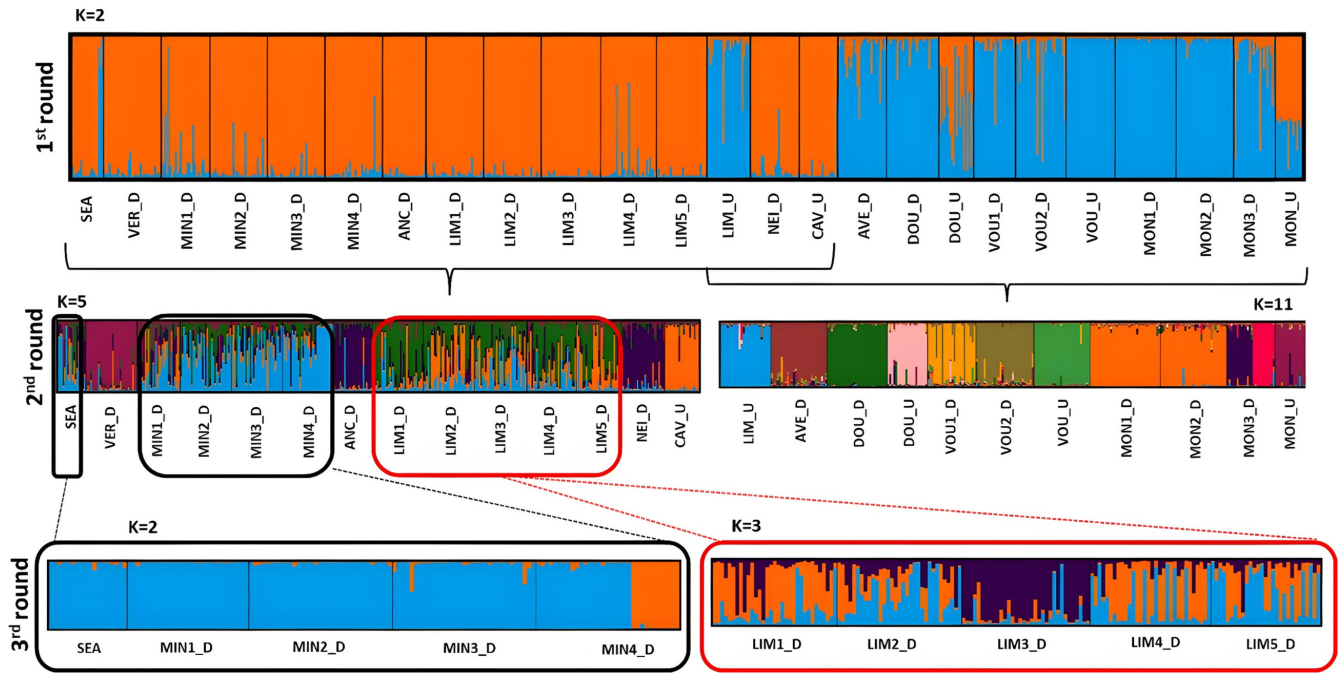 K=2
1st round
SEA VER_D MIN1_D MIN2_D MIN3_D MIN4_D ANC_D LIM1_D LIM2_D LIM3_D LIM4_D LIM5_D LIM_U NEI_D CAV_U AVE_D DOU_D DOU_U VOU1_D VOU2_D VOU_U MON1_D MON2_D MON3_D MON_U
K=5 K=11
2nd round
SEA VER_D MIN1_D MIN2_D MIN3_D MIN4_D ANC_D LIM1_D LIM2_D LIM3_D LIM4_D LIM5_D NEI_D CAV_U LIM_U AVE_D DOU_D DOU_U VOU1_D VOU2_D VOU_U MON1_D MON2_D MON3_D MON_U
K=2 K=3
3rd round
SEA MIN1_D MIN2_D MIN3_D MIN4_D LIM1_D LIM2_D LIM3_D LIM4_D LIM5_D